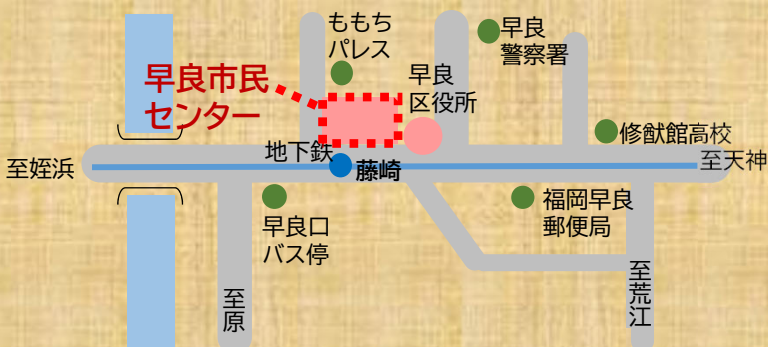 ももち
パレス
早良
警察署
早良市民
センター
早良
区役所
修猷館高校
地下鉄
藤崎
至姪浜
至天神
早良口
バス停
福岡早良
郵便局
至原
至荒江